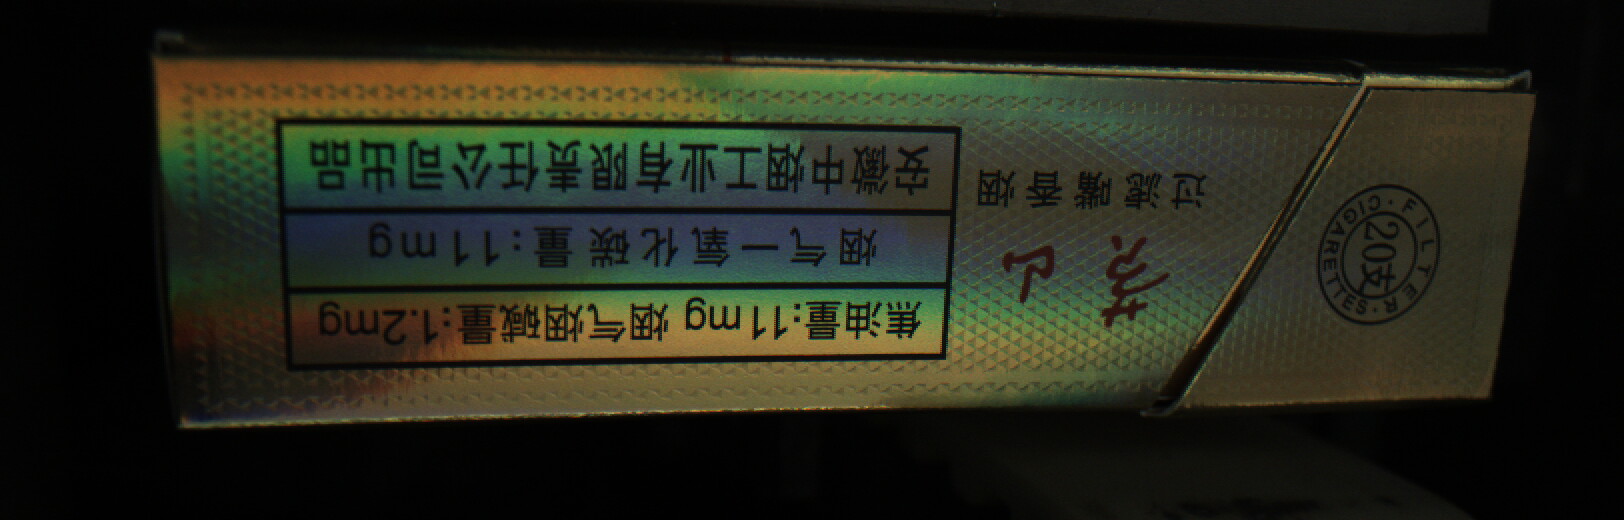 FILTER·CIGARETTES·
20支
黄山
过滤嘴香烟
焦油量:11mg 烟气烟碱量:1.2mg
烟气一氧化碳量:11mg
安徽中烟工业有限责任公司出品